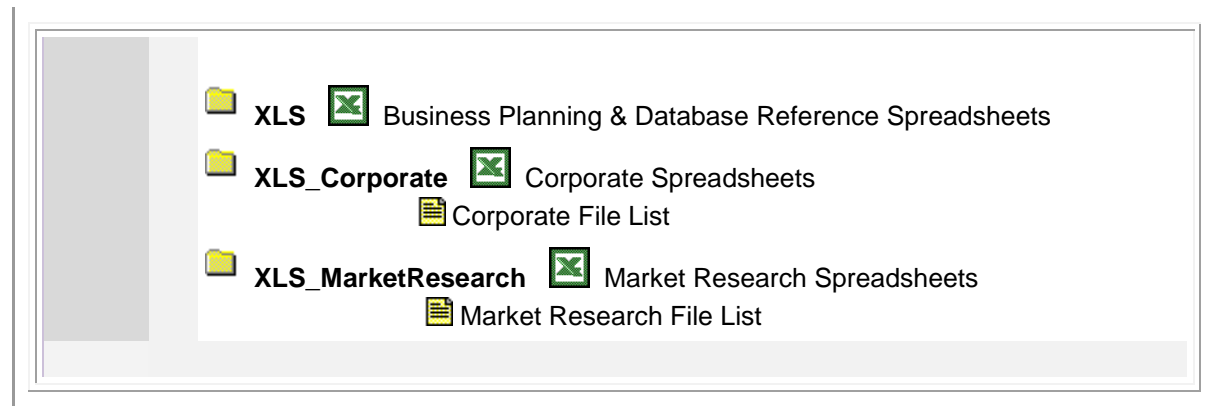 XLS Business Planning & Database Reference Spreadsheets
XLS_Corporate Corporate Spreadsheets
Corporate File List
XLS_MarketResearch Market Research Spreadsheets
Market Research File List